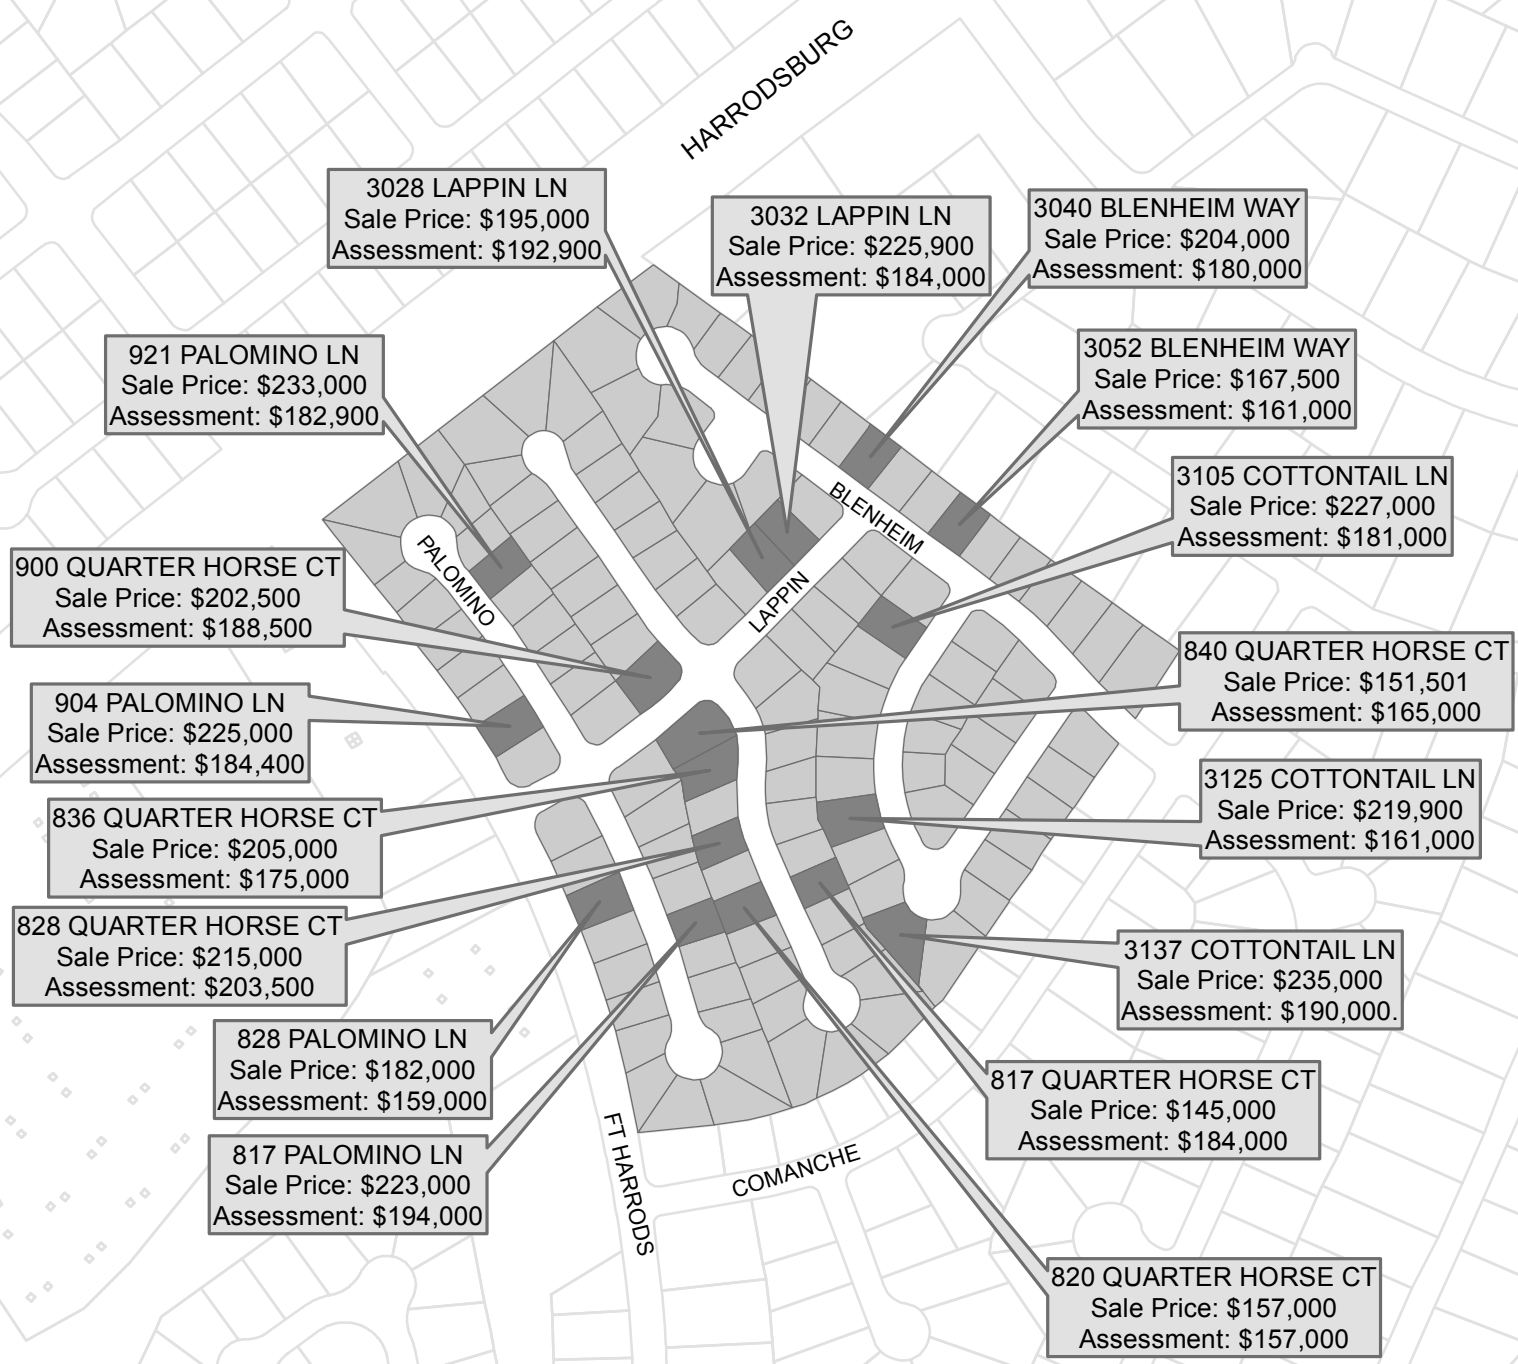 HARRODSBURG
3028 LAPPIN LN
Sale Price: $195,000
Assessment: $192,900
3032 LAPPIN LN
Sale Price: $225,900
Assessment: $184,000
3040 BLENHEIM WAY
Sale Price: $204,000
Assessment: $180,000
921 PALOMINO LN
Sale Price: $233,000
Assessment: $182,900
3052 BLENHEIM WAY
Sale Price: $167,500
Assessment: $161,000
3105 COTTONTAIL LN
Sale Price: $227,000
Assessment: $181,000
BLENHEIM
PALOMINO
LAPPIN
900 QUARTER HORSE CT
Sale Price: $202,500
Assessment: $188,500
840 QUARTER HORSE CT
Sale Price: $151,501
Assessment: $165,000
904 PALOMINO LN
Sale Price: $225,000
Assessment: $184,400
3125 COTTONTAIL LN
Sale Price: $219,900
Assessment: $161,000
836 QUARTER HORSE CT
Sale Price: $205,000
Assessment: $175,000
828 QUARTER HORSE CT
Sale Price: $215,000
Assessment: $203,500
3137 COTTONTAIL LN
Sale Price: $235,000
Assessment: $190,000.
828 PALOMINO LN
Sale Price: $182,000
Assessment: $159,000
817 QUARTER HORSE CT
Sale Price: $145,000
Assessment: $184,000
817 PALOMINO LN
Sale Price: $223,000
Assessment: $194,000
FT HARRODS
COMANCHE
820 QUARTER HORSE CT
Sale Price: $157,000
Assessment: $157,000